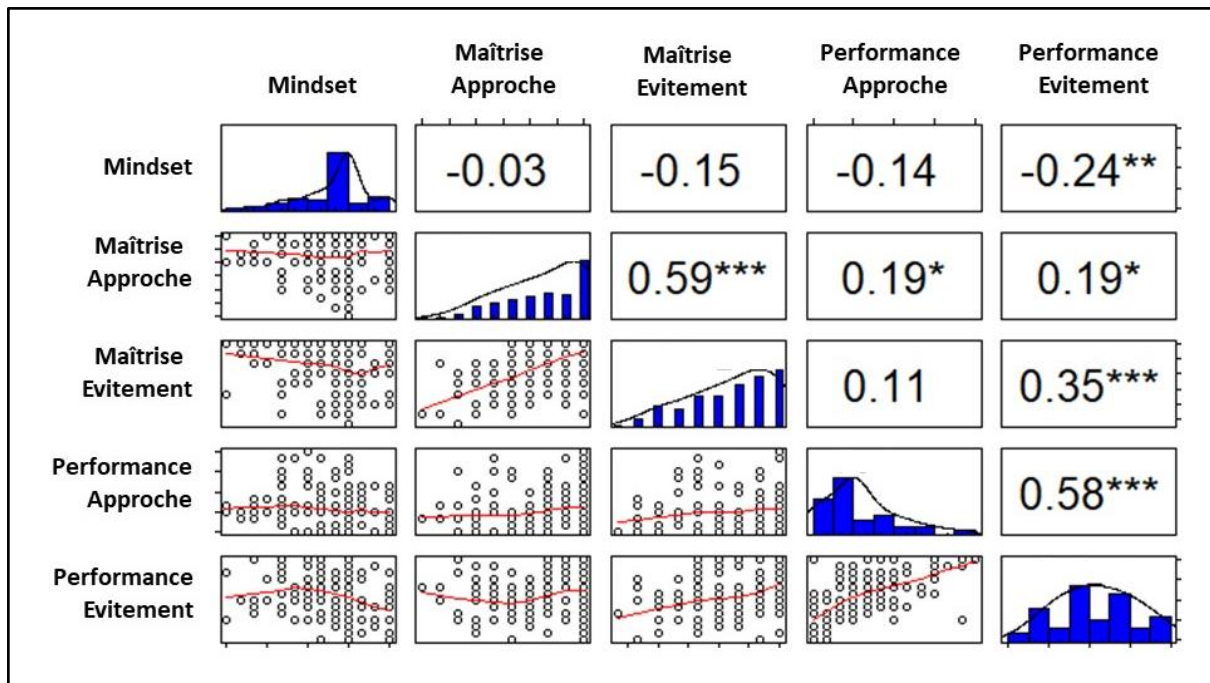 Mindset
Maîtrise
Approche
Maîtrise
Evitement
Performance
Approche
Performance
Evitement
Mindset
-0.03
-0.15
-0.14
-0.24**
Maîtrise
Approche
0.59***
0.19*
0.19*
Maîtrise
Evitement
0.11
0.35***
Performance
Approche
0.58***
Performance
Evitement